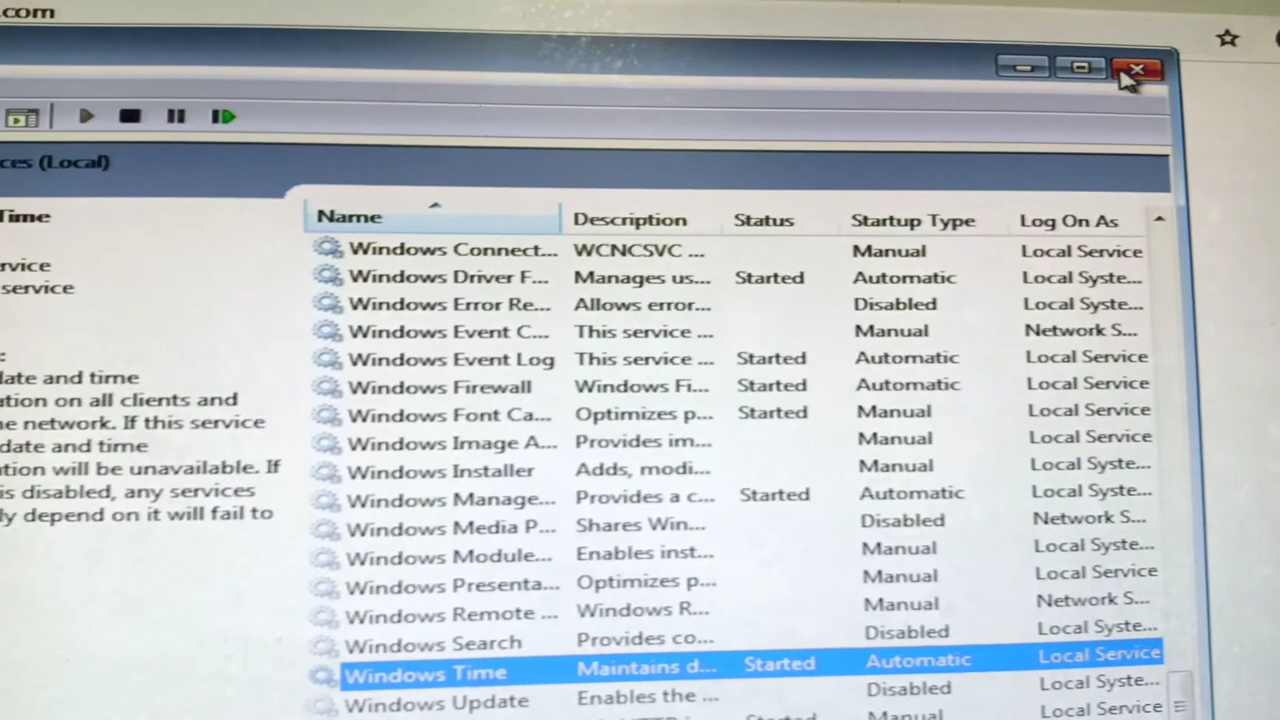 .com
ces (Local)
Time
rvice
service
:
date and time
ation on all clients and
ne network. If this service
date and time
ation will be unavailable. If
is disabled, any services
ly depend on it will fail to
Name Description Status Startup Type Log On As
Windows Connect... WCNCSVC ... Manual Local Service
Windows Driver F... Manages us... Started Automatic Local Syste...
Windows Error Re... Allows error... Disabled Local Syste...
Windows Event C... This service ... Manual Network S...
Windows Event Log This service ... Started Automatic Local Service
Windows Firewall Windows Fi... Started Automatic Local Service
Windows Font Ca... Optimizes p... Started Manual Local Service
Windows Image A... Provides im... Manual Local Service
Windows Installer Adds, modi... Manual Local Syste...
Windows Manage... Provides a c... Started Automatic Local Syste...
Windows Media P... Shares Win... Disabled Network S...
Windows Module... Enables inst... Manual Local Syste...
Windows Presenta... Optimizes p... Manual Local Service
Windows Remote ... Windows R... Manual Network S...
Windows Search Provides co... Disabled Local Syste...
Windows Time Maintains d... Started Automatic Local Service
Windows Update Enables the ... Disabled Local Syste...
Manual Local Service